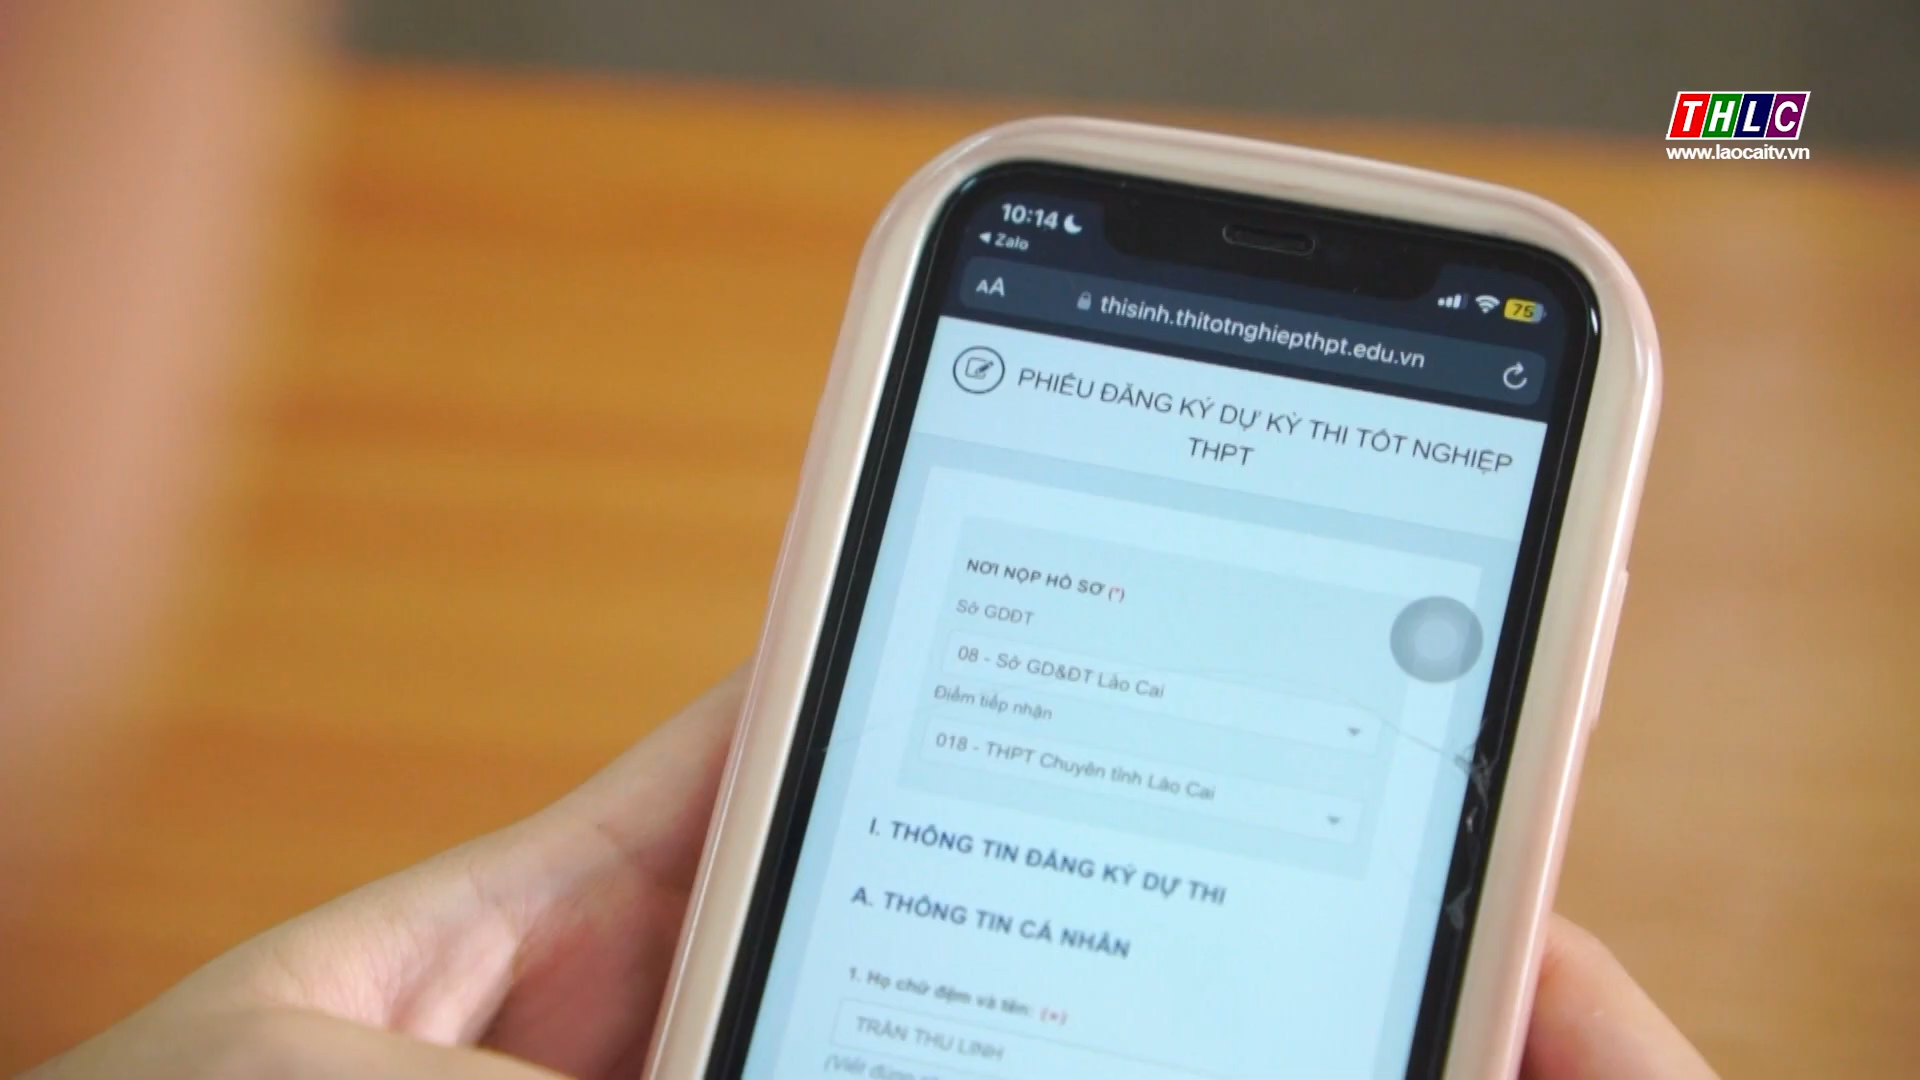 THLC
www.laocaitv.vn
10:14
Zalo
75
AA thisinh.thitotnghiepthpt.edu.vn
PHIẾU ĐĂNG KÝ DỰ KỲ THI TỐT NGHIỆP
THPT
NƠI NỘP HỒ SƠ (*)
Sở GDĐT
08 - Sở GD&ĐT Lào Cai
Điểm tiếp nhận
018 - THPT Chuyên tỉnh Lào Cai
I. THÔNG TIN ĐĂNG KÝ DỰ THI
A. THÔNG TIN CÁ NHÂN
1. Họ chữ đệm và tên: (*)
TRẦN THU LINH
(Viết đúng